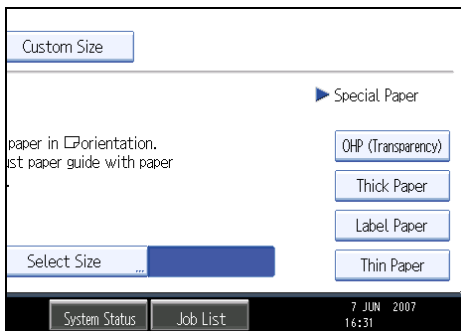 Custom Size
Special Paper
paper in orientation.
ust paper guide with paper
.
OHP (Transparency)
Thick Paper
Label Paper
Select Size ...
Thin Paper
System Status
Job List
7 JUN 2007
16:31